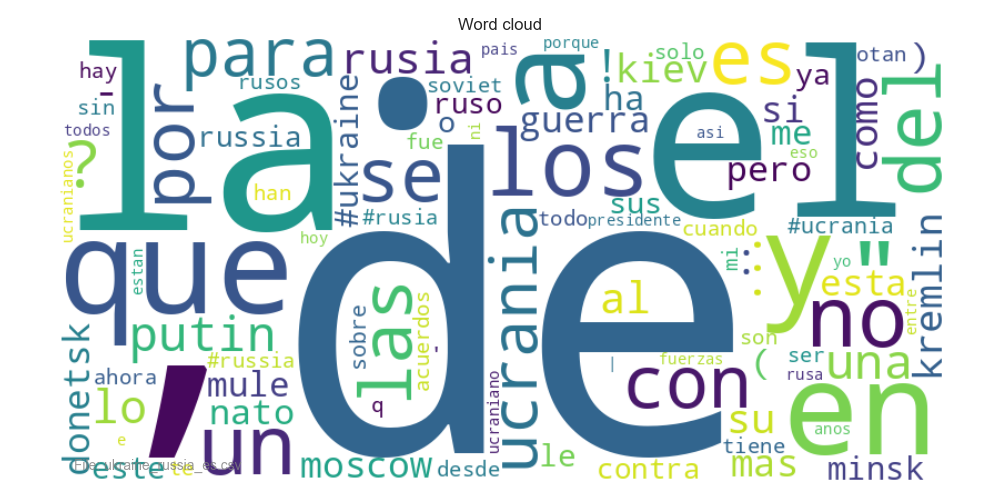 Word cloud
hay
-
sin
todos
?
ucranianos
la
por
para
rusos
russia
han
hoy
rusia
pais
soviet
ruso
o
.
#ukraine
se
fue
ni
#rusia
a
porque
!
solo
kiev
ha
guerra
los
sus
todo
presidente
es
ya
si
me
asi
pero
eso
el
cuando
otan
)
como
del
#ucrania
que
estan
putin
#russia
donetsk
ahora
lo
e
,
mule
nato
un
este
te
File: ukraine_russia_es.csv
de
sobre
las
acuerdos
-
q
moscow
desde
ucraniano
ucrania
le
al
|
fuerzas
con
contra
mi
:
y
"
yo
esta
no
entre
kremlin
son
(
ser
rusa
una
su
tiene
mas
en
anos
minsk